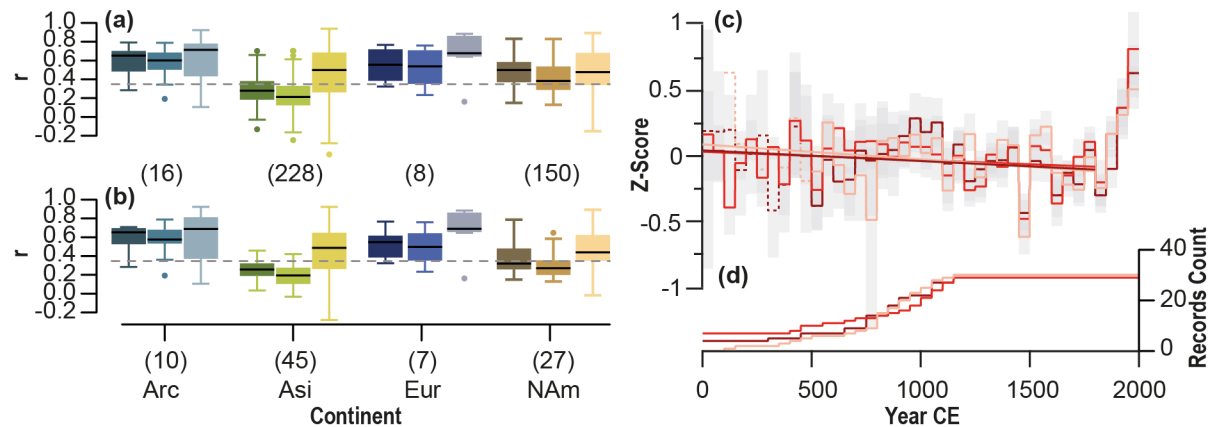 (a)
1.0
0.8
0.6
0.4
0.2
0.0
-0.2
r
(16) (228) (8) (150)
(b)
1.0
0.8
0.6
0.4
0.2
0.0
-0.2
r
(10) (45) (7) (27)
Arc Asi Eur NAm
Continent
(c)
1
0.5
0
-0.5
-1
Z-Score
(d)
40
20
0
Records Count
0 500 1000 1500 2000
Year CE